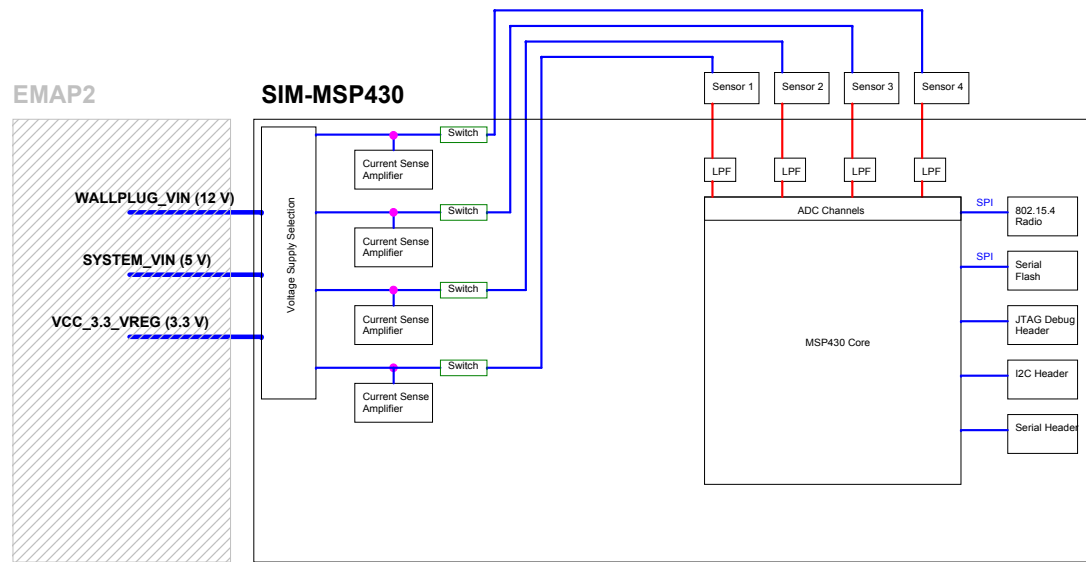 EMAP2
SIM-MSP430
Sensor 1
Sensor 2
Sensor 3
Sensor 4
Switch
Current Sense
Amplifier
LPF
LPF
LPF
LPF
WALLPLUG_VIN (12 V)
Switch
ADC Channels
SPI
802.15.4
Radio
Current Sense
Amplifier
SYSTEM_VIN (5 V)
Voltage Supply Selection
SPI
Serial
Flash
Switch
VCC_3.3_VREG (3.3 V)
Current Sense
Amplifier
JTAG Debug
Header
MSP430 Core
Switch
I2C Header
Current Sense
Amplifier
Serial Header